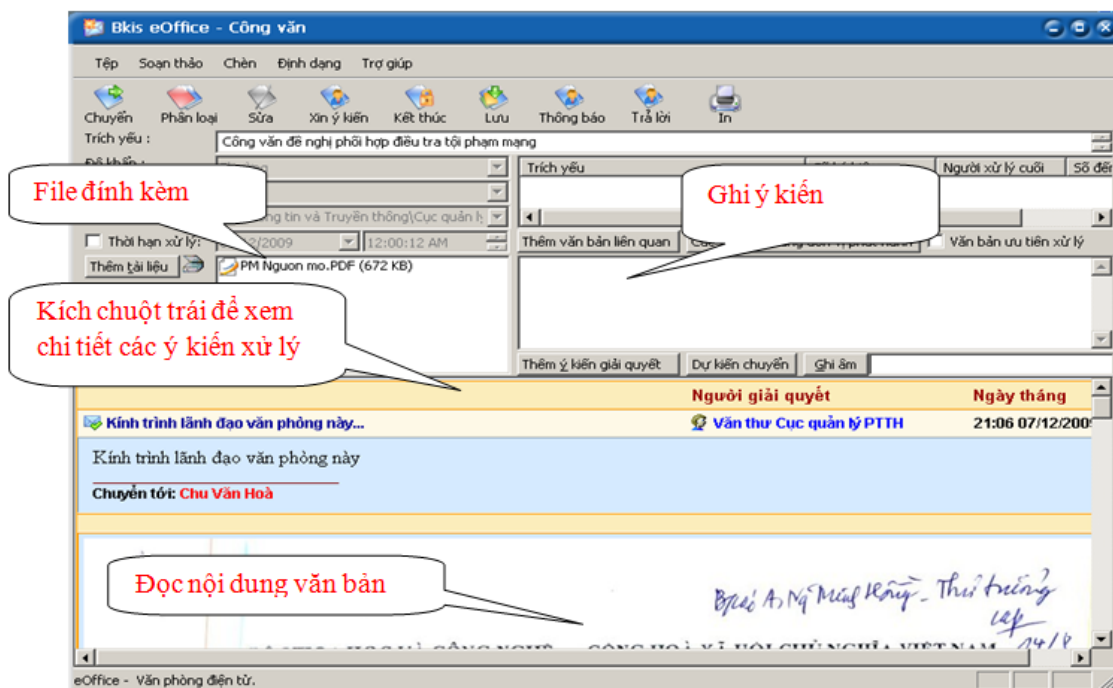 Bkis eOffice - Công văn
Tệp Soạn thảo Chèn Định dạng Trợ giúp
Chuyển Phân loại Sửa Xin ý kiến Kết thúc Lưu Thông báo Trả lời In
Trích yếu : Công văn đề nghị phối hợp điều tra tội phạm mạng
Trích yếu Người xử lý cuối Số đến
File đính kèm
Ghi ý kiến
tin và Truyền thông\Cục quản lý
Thời hạn xử lý: /2009 12:00:12 AM Thêm văn bản liên quan Văn bản ưu tiên xử lý
Thêm tài liệu PM Nguon mo.PDF (672 KB)
Kích chuột trái để xem
chi tiết các ý kiến xử lý
Thêm ý kiến giải quyết Dự kiến chuyển Ghi âm
Người giải quyết Ngày tháng
Kính trình lãnh đạo văn phòng này... Văn thư Cục quản lý PTTH 21:06 07/12/200
Kính trình lãnh đạo văn phòng này
Chuyển tới: Chu Văn Hoà
Đọc nội dung văn bản
CỘNG HOÀ XÃ HỘI CHỦ NGHĨA VIỆT NAM
eOffice - Văn phòng điện tử.